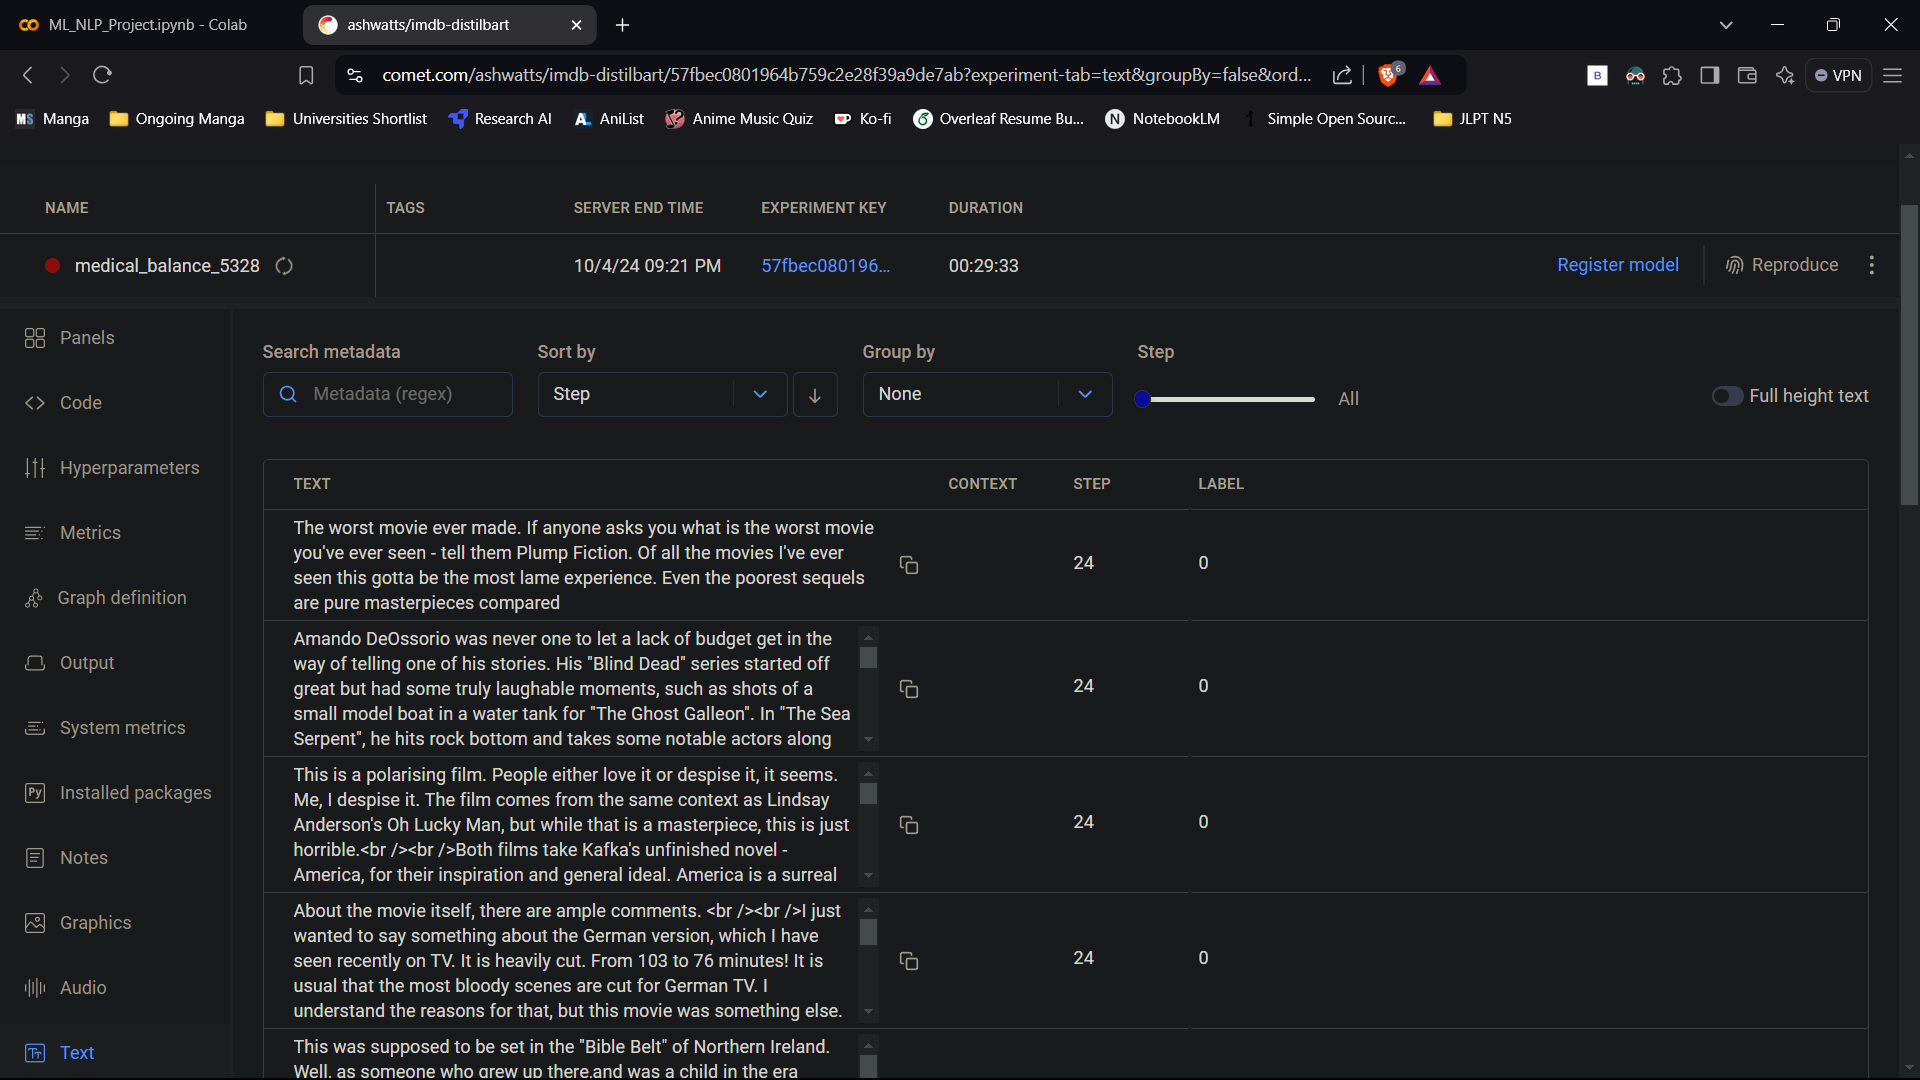 ML_NLP_Project.ipynb - Colab
ashwatts/imdb-distilbart
comet.com/ashwatts/imdb-distilbart/57fbec0801964b759c2e28f39a9de7ab?experiment-tab=text&groupBy=false&ord...
6
B
VPN
MS Manga
Ongoing Manga
Universities Shortlist
Research AI
AL AniList
Anime Music Quiz
Ko-fi
Overleaf Resume Bu...
N NotebookLM
1 Simple Open Sourc...
JLPT N5
NAME TAGS SERVER END TIME EXPERIMENT KEY DURATION
medical_balance_5328 10/4/24 09:21 PM 57fbec080196... 00:29:33 Register model Reproduce
Panels
Code
Hyperparameters
Metrics
Graph definition
Output
System metrics
Py Installed packages
Notes
Graphics
Audio
Text
Search metadata Sort by Group by Step
Metadata (regex) Step None All Full height text
TEXT CONTEXT STEP LABEL
The worst movie ever made. If anyone asks you what is the worst movie
you've ever seen - tell them Plump Fiction. Of all the movies I've ever
seen this gotta be the most lame experience. Even the poorest sequels
are pure masterpieces compared
24 0
Amando DeOssorio was never one to let a lack of budget get in the
way of telling one of his stories. His "Blind Dead" series started off
great but had some truly laughable moments, such as shots of a
small model boat in a water tank for "The Ghost Galleon". In "The Sea
Serpent", he hits rock bottom and takes some notable actors along
24 0
This is a polarising film. People either love it or despise it, it seems.
Me, I despise it. The film comes from the same context as Lindsay
Anderson's Oh Lucky Man, but while that is a masterpiece, this is just
horrible.<br /><br />Both films take Kafka's unfinished novel -
America, for their inspiration and general ideal. America is a surreal
24 0
About the movie itself, there are ample comments. <br /><br />I just
wanted to say something about the German version, which I have
seen recently on TV. It is heavily cut. From 103 to 76 minutes! It is
usual that the most bloody scenes are cut for German TV. I
understand the reasons for that, but this movie was something else.
24 0
This was supposed to be set in the "Bible Belt" of Northern Ireland.
Well, as someone who grew up there,and was a child in the era